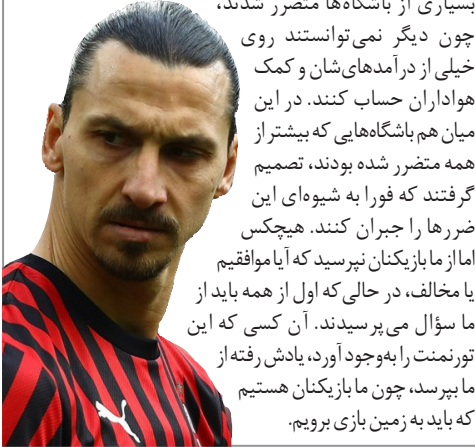 بسیاری از باشگاه‌ها متضرر شدند،
چون دیگر نمی‌توانستند روی
خیلی از درآمدهای‌شان و کمک
هواداران حساب کنند. در این
میان هم باشگاه‌هایی که بیشتر از
همه متضرر شده بودند، تصمیم
گرفتند که فورا به شیوه‌ای این
ضررها را جبران کنند. هیچکس
اما از ما بازیکنان نپرسید که آیا موافقیم
یا مخالف، در حالی‌که اول از همه باید از
ما سؤال می‌پرسیدند. آن کسی که این
تورنمنت را به‌وجود آورد، یادش رفته از
ما بپرسد، چون ما بازیکنان هستیم
که باید به زمین بازی برویم.